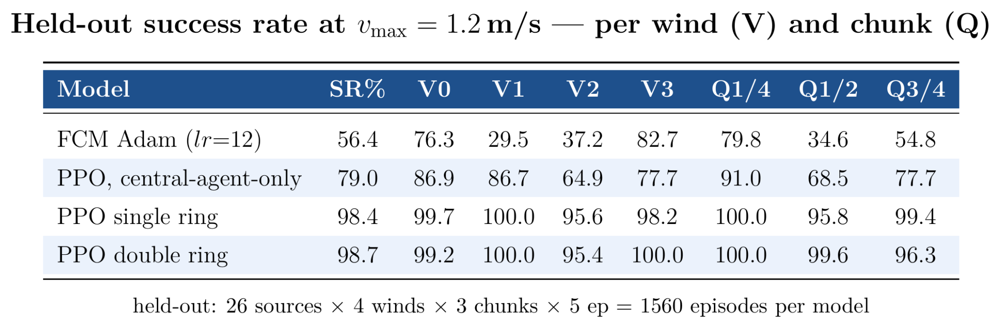 Held-out success rate at v_max = 1.2 m/s — per wind (V) and chunk (Q)
Model SR% V0 V1 V2 V3 Q1/4 Q1/2 Q3/4
FCM Adam (lr=12) 56.4 76.3 29.5 37.2 82.7 79.8 34.6 54.8
PPO, central-agent-only 79.0 86.9 86.7 64.9 77.7 91.0 68.5 77.7
PPO single ring 98.4 99.7 100.0 95.6 98.2 100.0 95.8 99.4
PPO double ring 98.7 99.2 100.0 95.4 100.0 100.0 99.6 96.3
held-out: 26 sources × 4 winds × 3 chunks × 5 ep = 1560 episodes per model